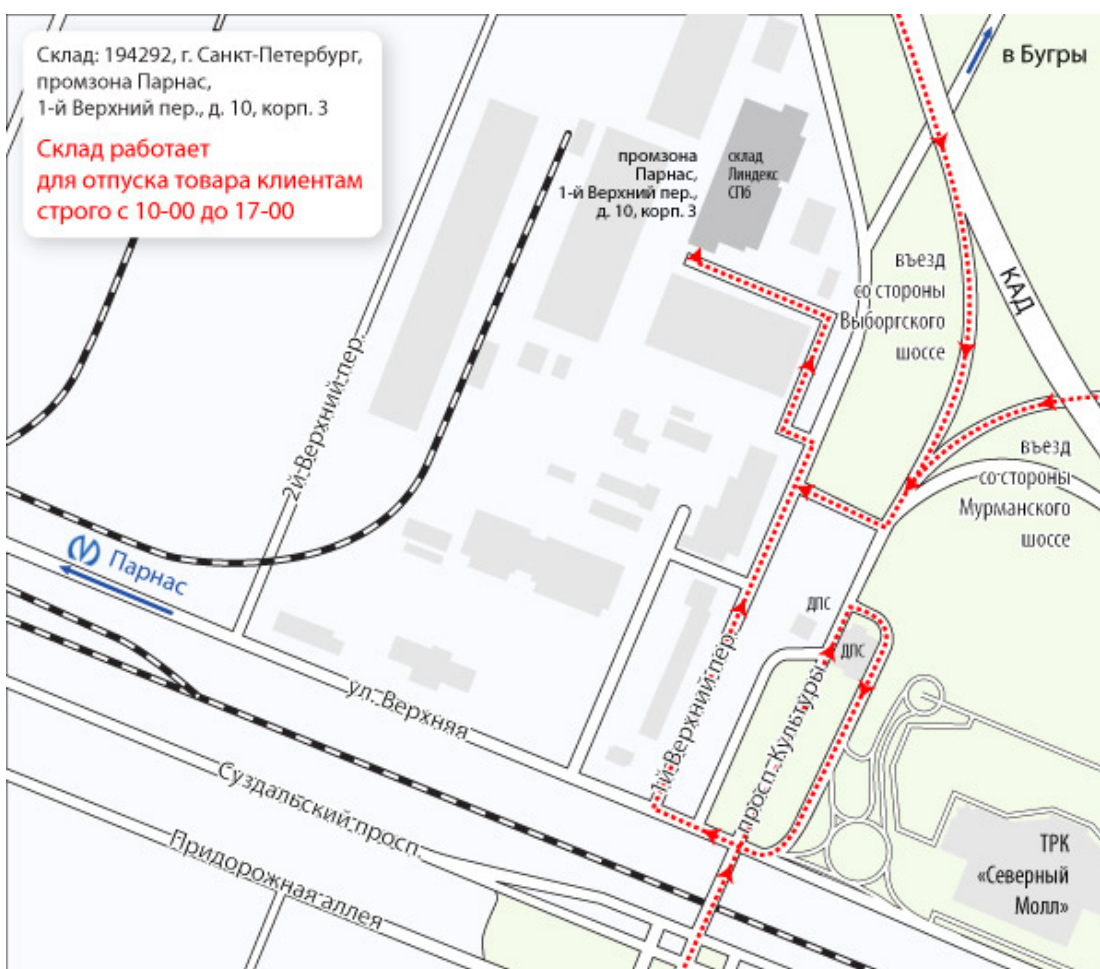 Склад: 194292, г. Санкт-Петербург,
промзона Парнас,
1-й Верхний пер., д. 10, корп. 3
Склад работает
для отпуска товара клиентам
строго с 10-00 до 17-00
в Бугры
промзона
Парнас,
1-й Верхний пер.,
д. 10, корп. 3
склад
Линдекс
СПб
въезд
со стороны
Выборгского
шоссе
КАД
въезд
со стороны
Мурманского
шоссе
2й Верхний пер.
Парнас
ДПС
ДПС
ул. Верхняя
1й Верхний пер.
просп. Культуры
Суздальский просп.
Придорожная аллея
ТРК
«Северный
Молл»